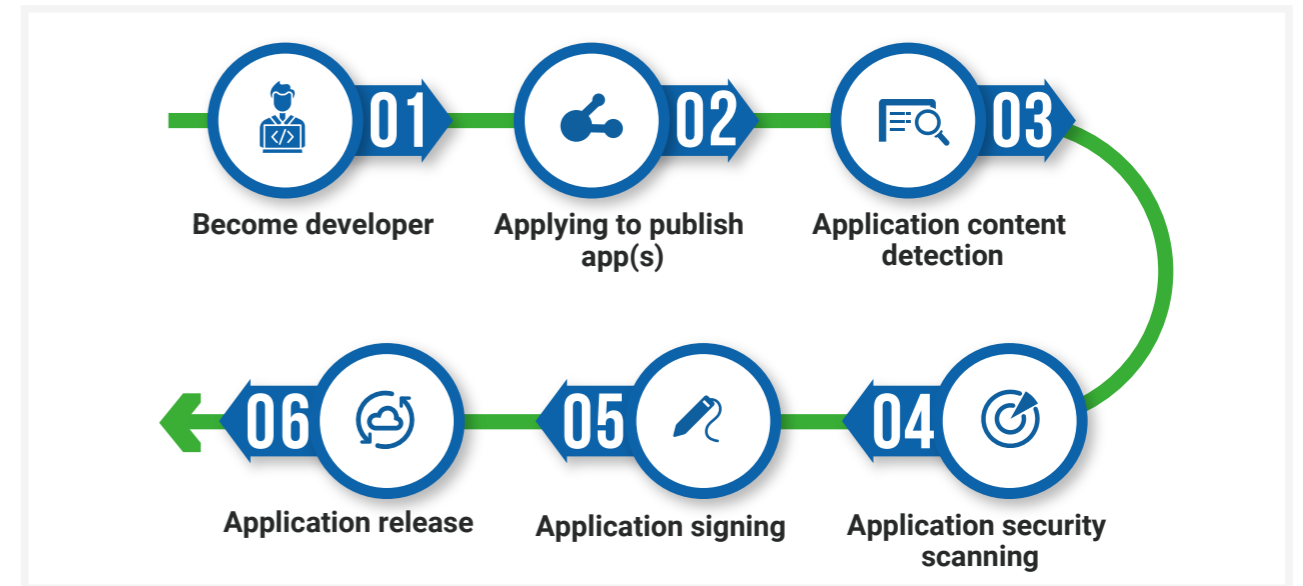 01
Become developer
02
Applying to publish
app(s)
03
Application content
detection
</>
04
Application security
scanning
05
Application signing
06
Application release